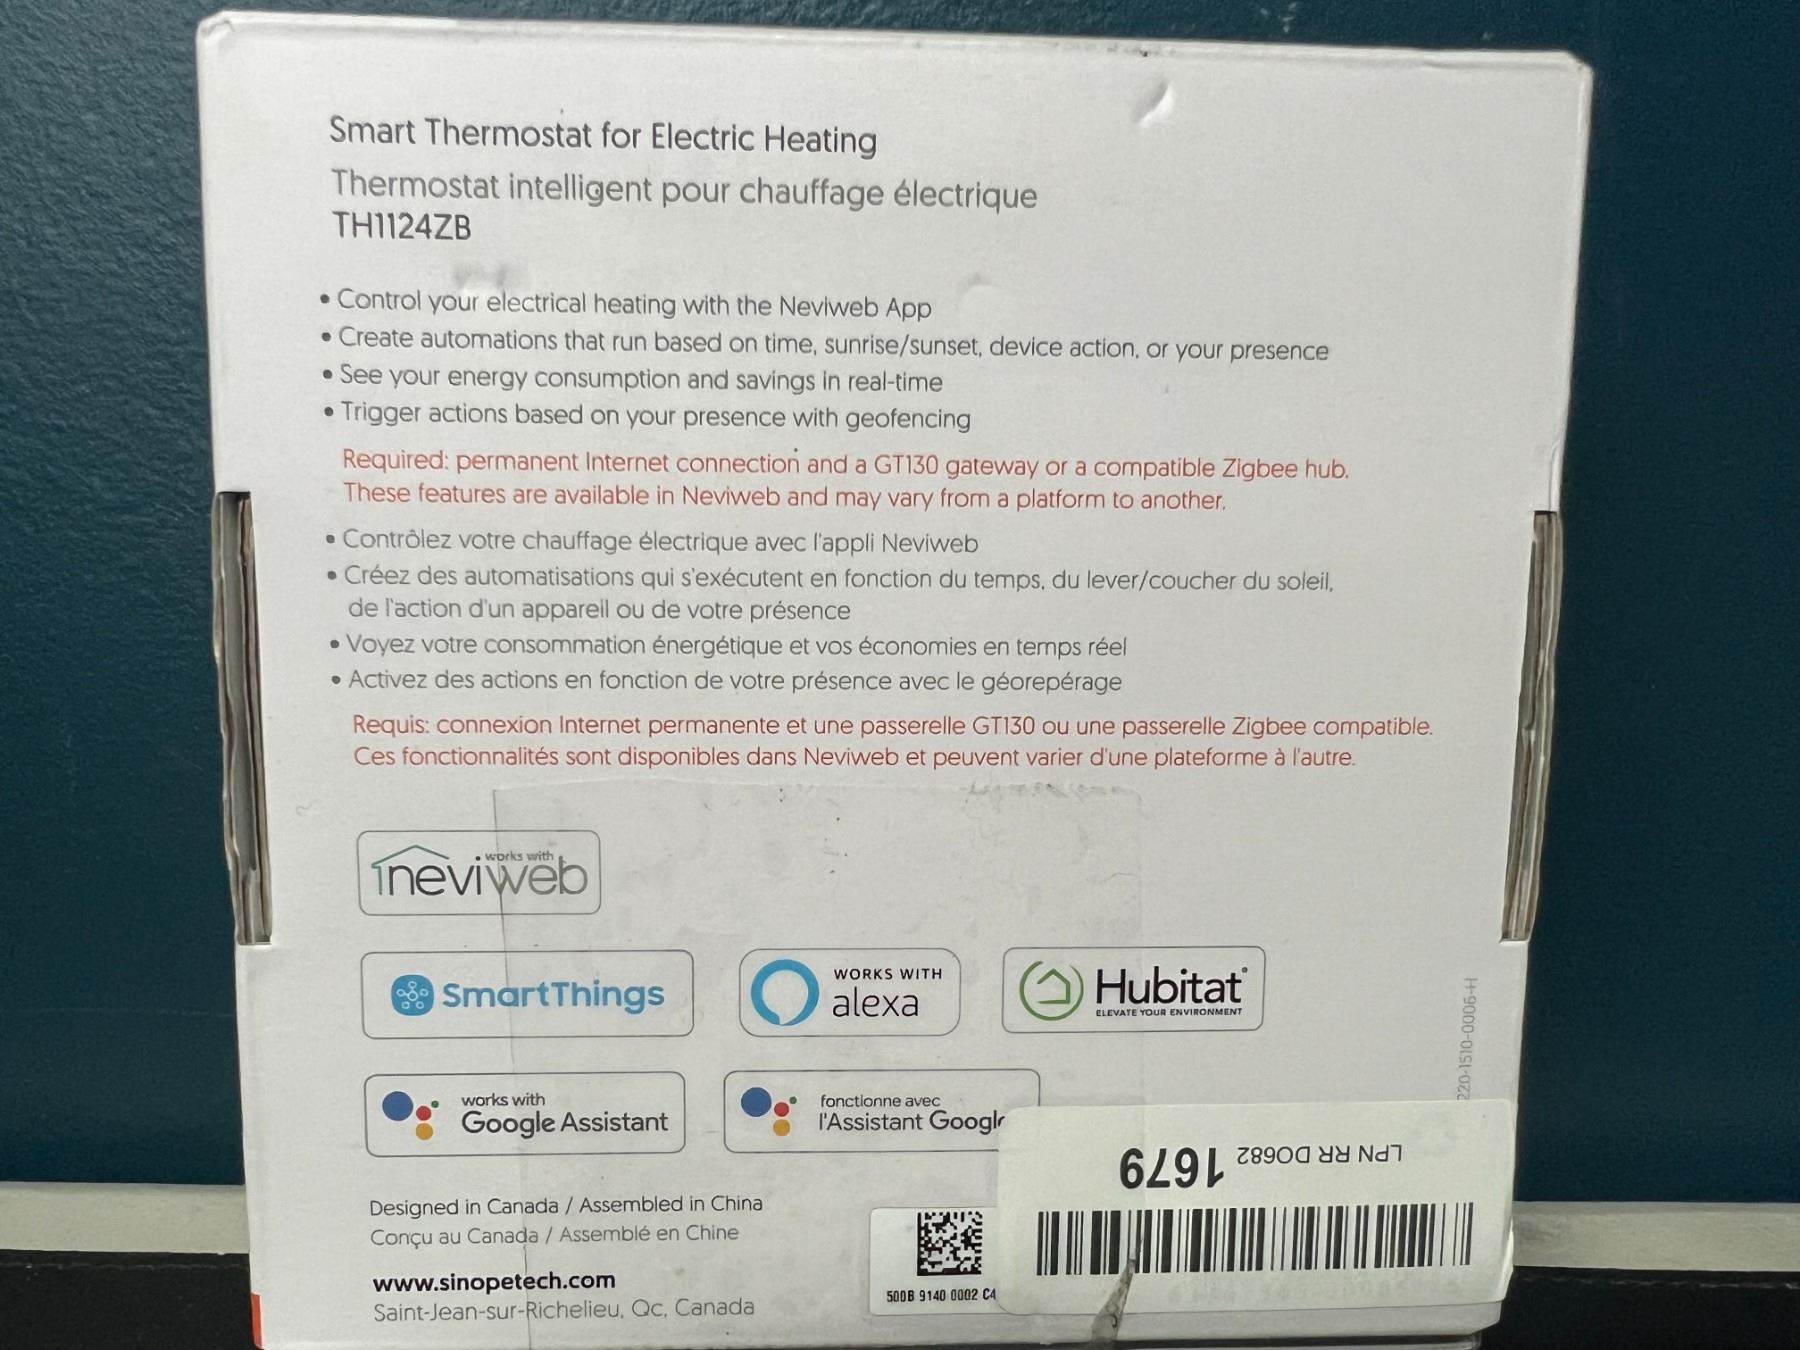 Smart Thermostat for Electric Heating
Thermostat intelligent pour chauffage électrique
TH1124ZB
• Control your electrical heating with the Neviweb App
• Create automations that run based on time, sunrise/sunset, device action, or your presence
• See your energy consumption and savings in real-time
• Trigger actions based on your presence with geofencing
Required: permanent Internet connection and a GT130 gateway or a compatible Zigbee hub.
These features are available in Neviweb and may vary from a platform to another.
• Contrôlez votre chauffage électrique avec l'appli Neviweb
• Créez des automatisations qui s'exécutent en fonction du temps, du lever/coucher du soleil,
de l'action d'un appareil ou de votre présence
• Voyez votre consommation énergétique et vos économies en temps réel
• Activez des actions en fonction de votre présence avec le géorepérage
Requis: connexion Internet permanente et une passerelle GT130 ou une passerelle Zigbee compatible.
Ces fonctionnalités sont disponibles dans Neviweb et peuvent varier d'une plateforme à l'autre.
works with
neviweb
SmartThings
WORKS WITH
alexa
Hubitat
ELEVATE YOUR ENVIRONMENT
220-1510-0006-H
works with
Google Assistant
fonctionne avec
l'Assistant Google
LPN RR DO682 1679
Designed in Canada / Assembled in China
Conçu au Canada / Assemblé en Chine
www.sinopetech.com
Saint-Jean-sur-Richelieu, Qc, Canada
500B 9140 0002 C4